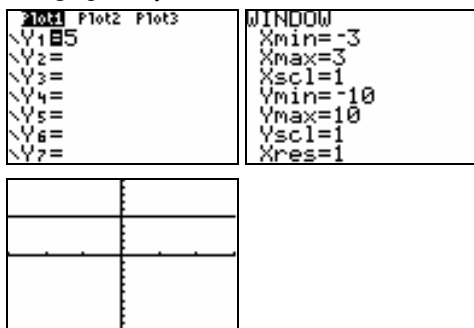 Plot1 Plot2 Plot3
\Y1=5
\Y2=
\Y3=
\Y4=
\Y5=
\Y6=
\Y7=
WINDOW
Xmin=-3
Xmax=3
Xscl=1
Ymin=-10
Ymax=10
Yscl=1
Xres=1